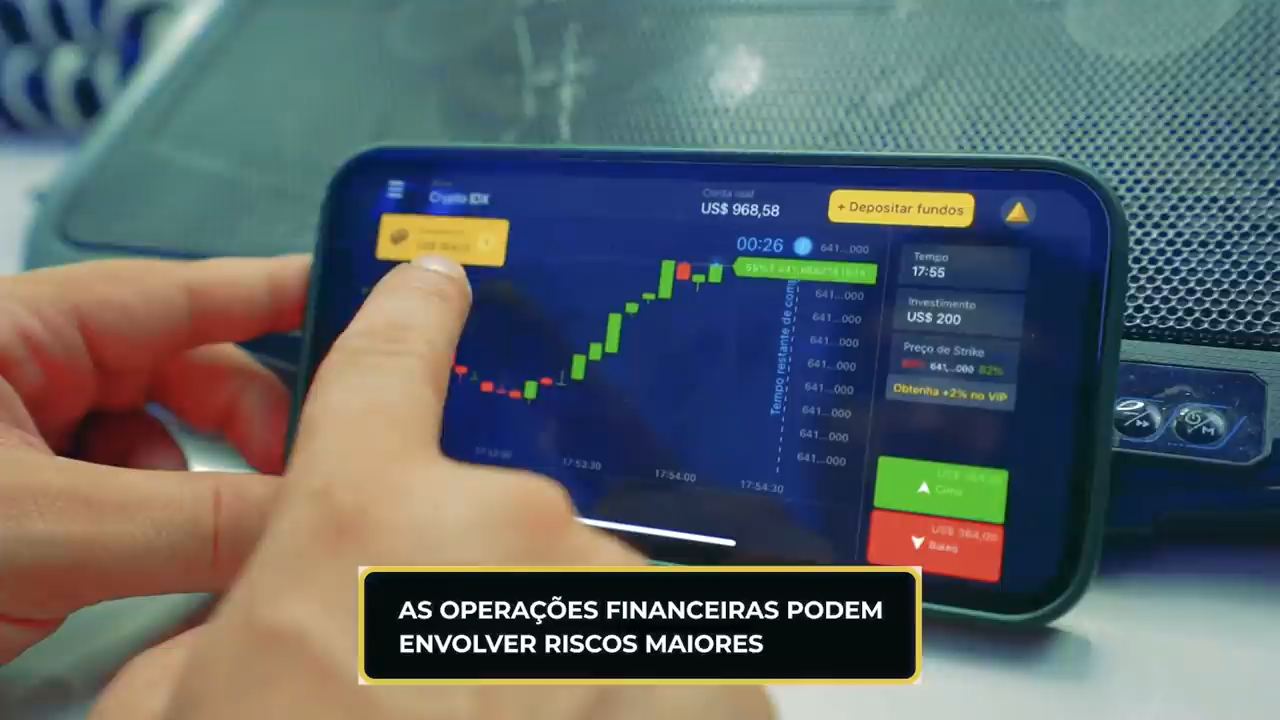 Crypto IDX
Conta real
US$ 968,58
+ Depositar fundos
00:26
641...000
641...000
641...000
641...000
641...000
641...000
641...000
641...000
641...000
Tempo restante de
17:53:30
17:54:00
17:54:30
Tempo
17:55
Investimento
US$ 200
Preço de Strike
641,...000 82%
Obtenha +2% no VIP
Cima
US$ 364,00
Baixo
AS OPERAÇÕES FINANCEIRAS PODEM
ENVOLVER RISCOS MAIORES